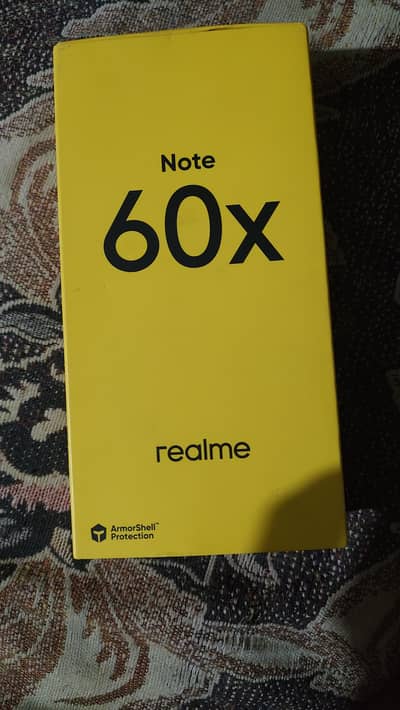 Note
60x
realme
ArmorShell™
Protection